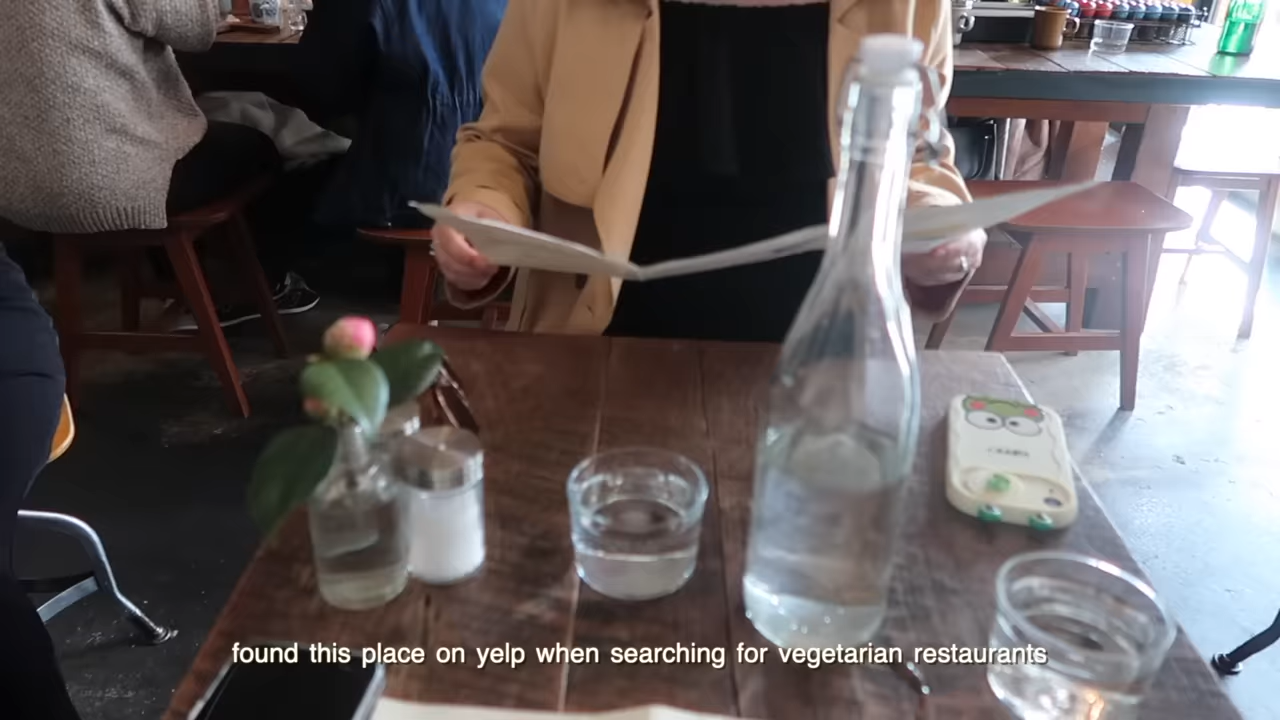 found this place on yelp when searching for vegetarian restaurants